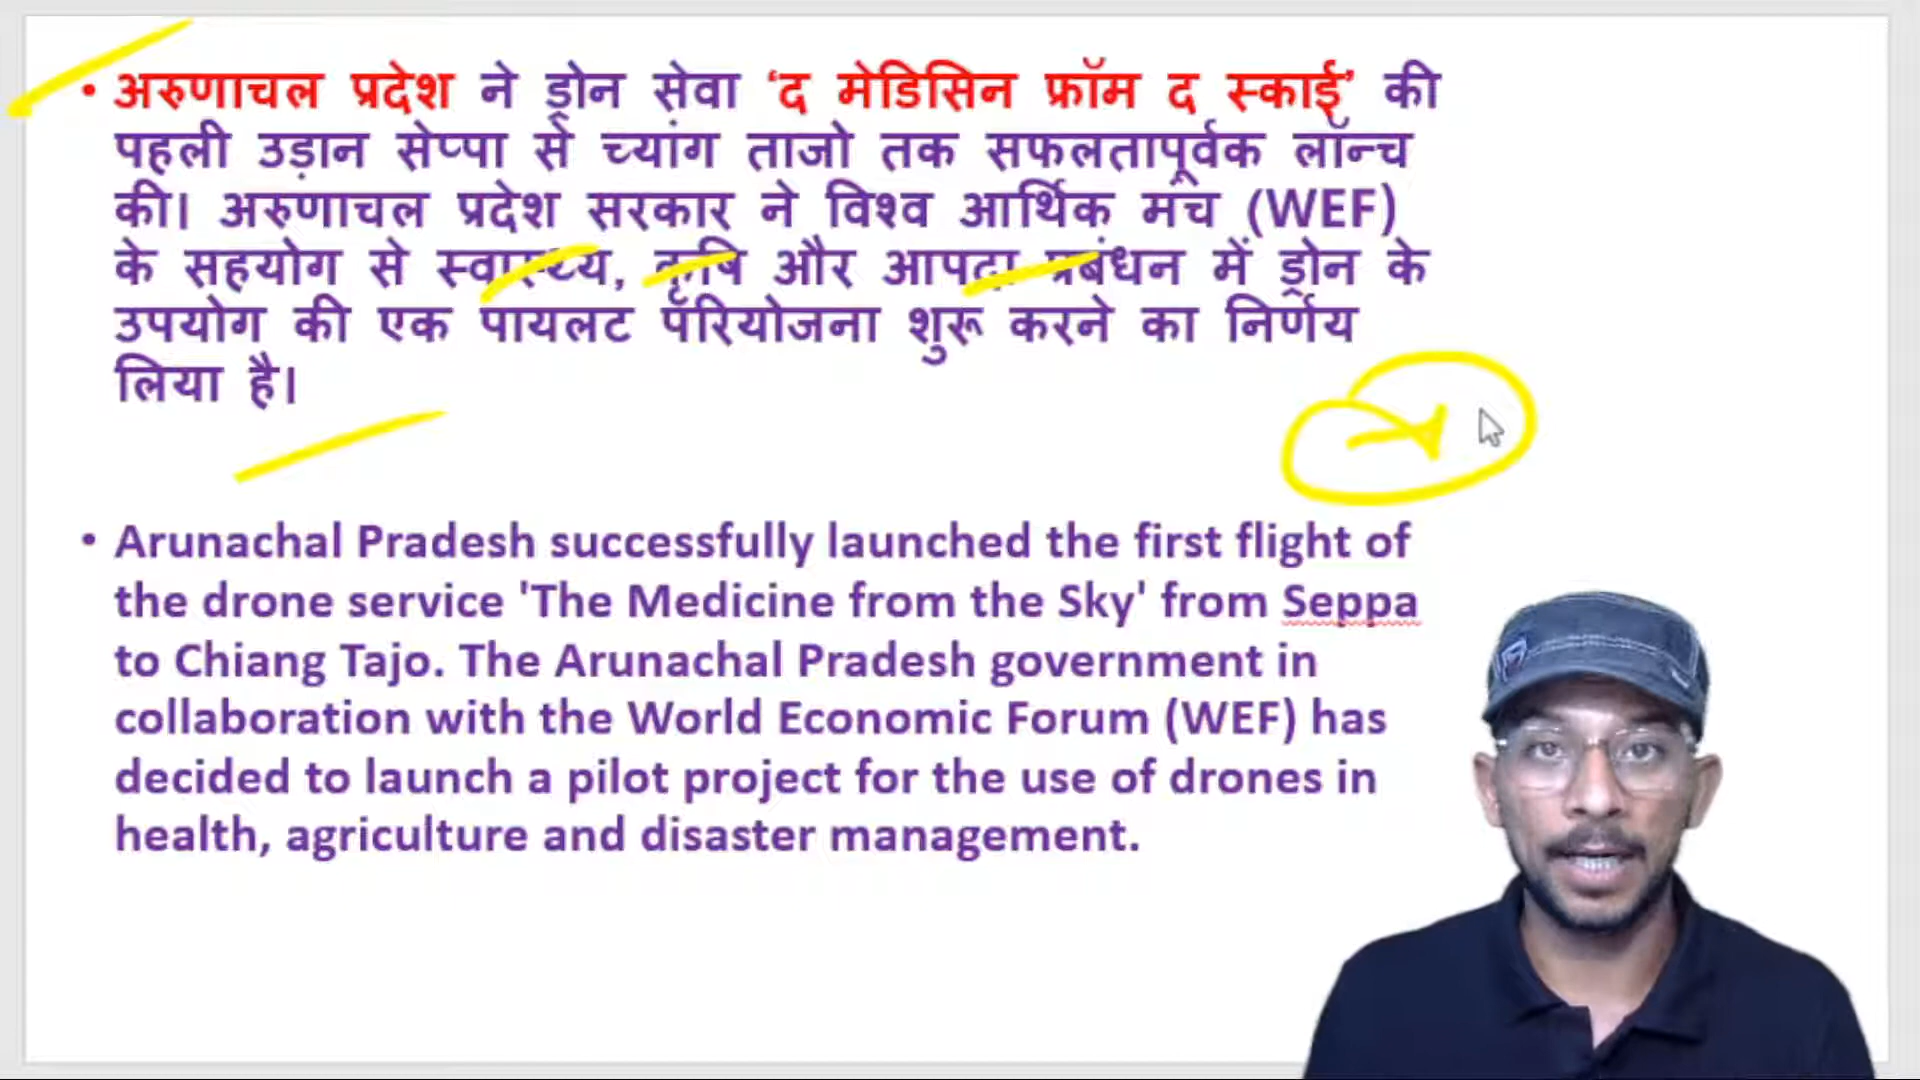 • अरुणाचल प्रदेश ने ड्रोन सेवा ‘द मेडिसिन फ्रॉम द स्काई’ की
पहली उड़ान सेप्पा से च्यांग ताजो तक सफलतापूर्वक लॉन्च
की। अरुणाचल प्रदेश सरकार ने विश्व आर्थिक मंच (WEF)
के सहयोग से स्वास्थ्य, कृषि और आपदा प्रबंधन में ड्रोन के
उपयोग की एक पायलट परियोजना शुरू करने का निर्णय
लिया है।
• Arunachal Pradesh successfully launched the first flight of
the drone service 'The Medicine from the Sky' from Seppa
to Chiang Tajo. The Arunachal Pradesh government in
collaboration with the World Economic Forum (WEF) has
decided to launch a pilot project for the use of drones in
health, agriculture and disaster management.